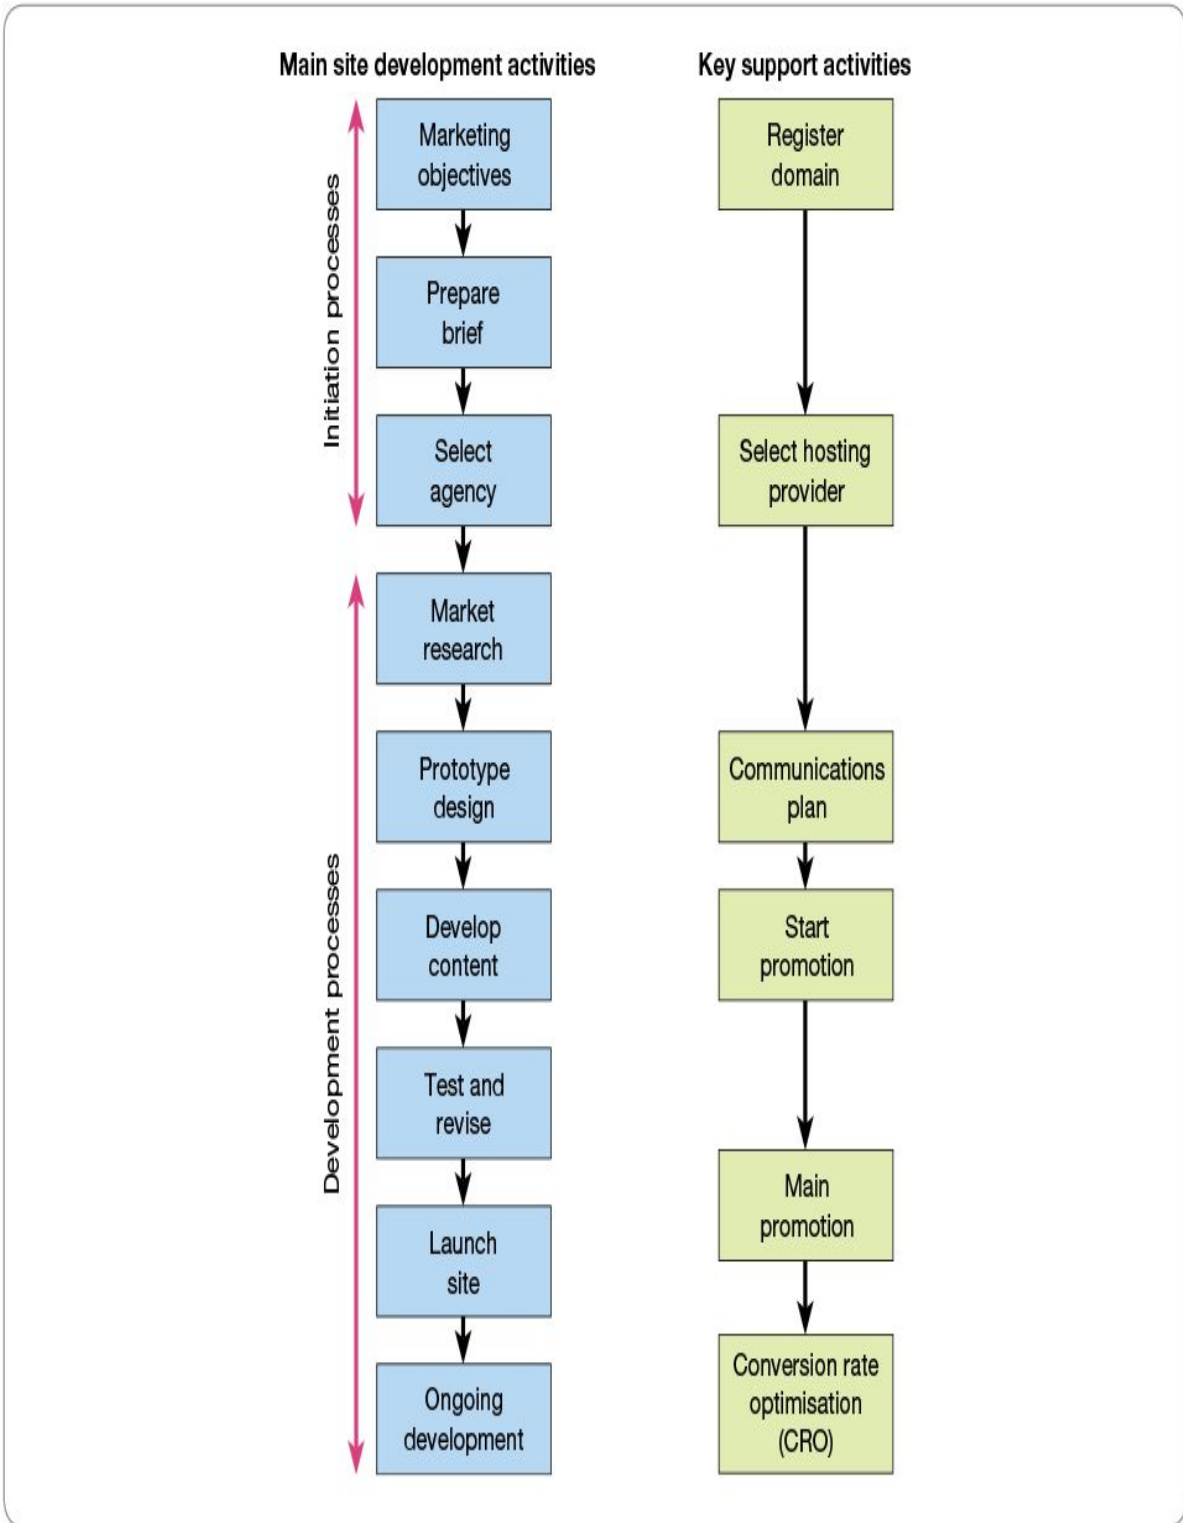 Main site development activities
Key support activities
Initiation processes
Marketing
objectives
Prepare
brief
Select
agency
Development processes
Market
research
Prototype
design
Develop
content
Test and
revise
Launch
site
Ongoing
development
Register
domain
Select hosting
provider
Communications
plan
Start
promotion
Main
promotion
Conversion rate
optimisation
(CRO)